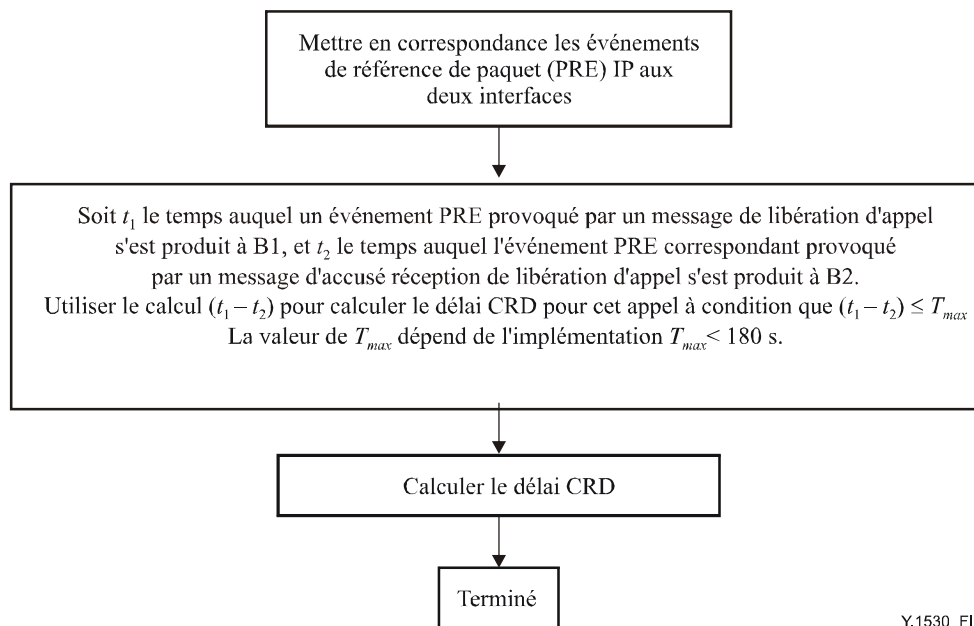 Mettre en correspondance les événements
de référence de paquet (PRE) IP aux
deux interfaces
Soit t₁ le temps auquel un événement PRE provoqué par un message de libération d'appel
s'est produit à B1, et t₂ le temps auquel l'événement PRE correspondant provoqué
par un message d'accusé réception de libération d'appel s'est produit à B2.
Utiliser le calcul (t₁ – t₂) pour calculer le délai CRD pour cet appel à condition que (t₁ – t₂) ≤ Tmax
La valeur de Tmax dépend de l'implémentation Tmax< 180 s.
Calculer le délai CRD
Terminé